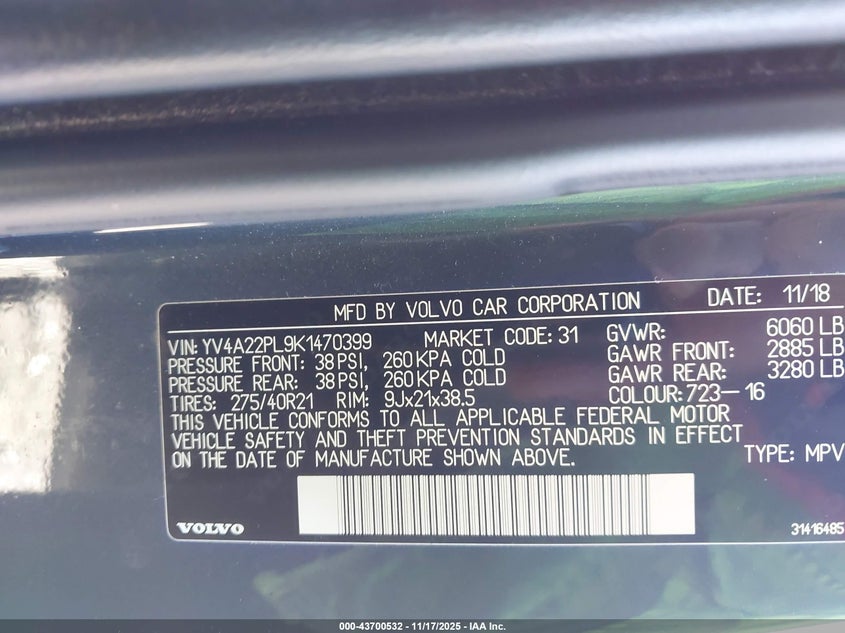 MFD BY VOLVO CAR CORPORATION DATE: 11/18
VIN: YV4A22PL9K1470399 MARKET CODE: 31 GVWR: 6060 LB
PRESSURE FRONT: 38 PSI, 260 KPA COLD GAWR FRONT: 2885 LB
PRESSURE REAR: 38 PSI, 260 KPA COLD GAWR REAR: 3280 LB
TIRES: 275/40R21 RIM: 9Jx21x38.5 COLOUR: 723-16
THIS VEHICLE CONFORMS TO ALL APPLICABLE FEDERAL MOTOR
VEHICLE SAFETY AND THEFT PREVENTION STANDARDS IN EFFECT
ON THE DATE OF MANUFACTURE SHOWN ABOVE. TYPE: MPV
VOLVO 31416485
000-43700532 - 11/17/2025 - IAA Inc.